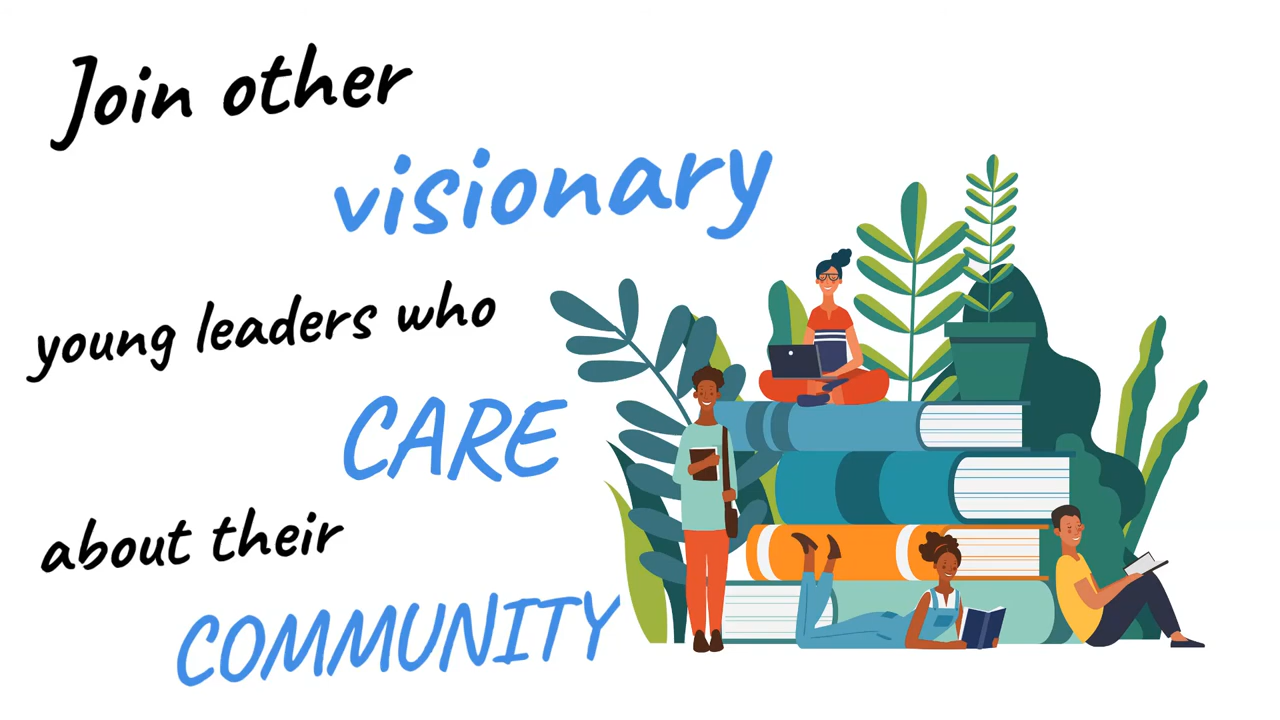 Join other
visionary
young leaders who
CARE
about their
COMMUNITY